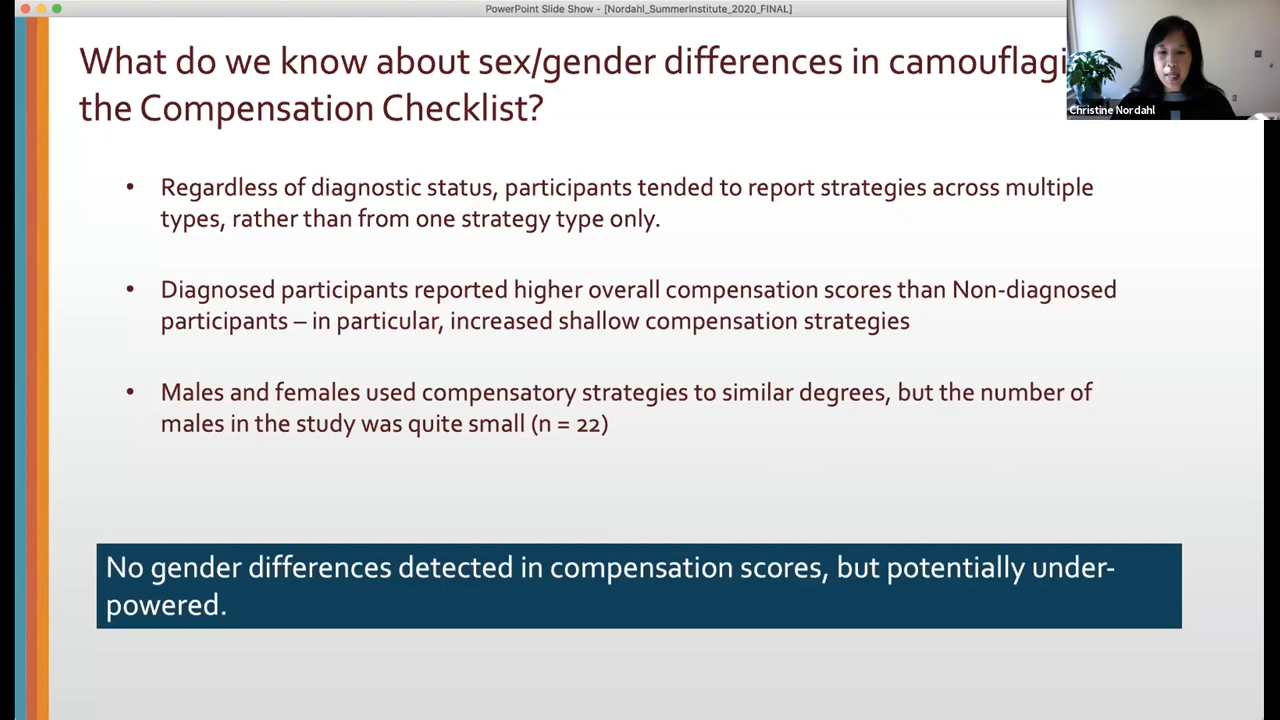 PowerPoint Slide Show - [Nordahl_SummerInstitute_2020_FINAL]
What do we know about sex/gender differences in camouflagi
the Compensation Checklist?
Christine Nordahl
• Regardless of diagnostic status, participants tended to report strategies across multiple
types, rather than from one strategy type only.
• Diagnosed participants reported higher overall compensation scores than Non-diagnosed
participants – in particular, increased shallow compensation strategies
• Males and females used compensatory strategies to similar degrees, but the number of
males in the study was quite small (n = 22)
No gender differences detected in compensation scores, but potentially under-
powered.